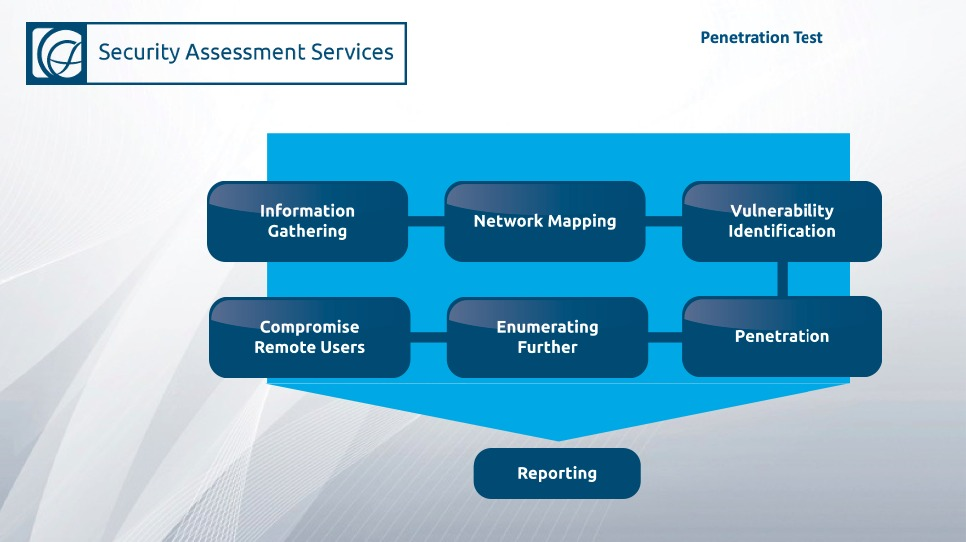 Security Assessment Services
Penetration Test
Information
Gathering
Network Mapping
Vulnerability
Identification
Compromise
Remote Users
Enumerating
Further
Penetration
Reporting